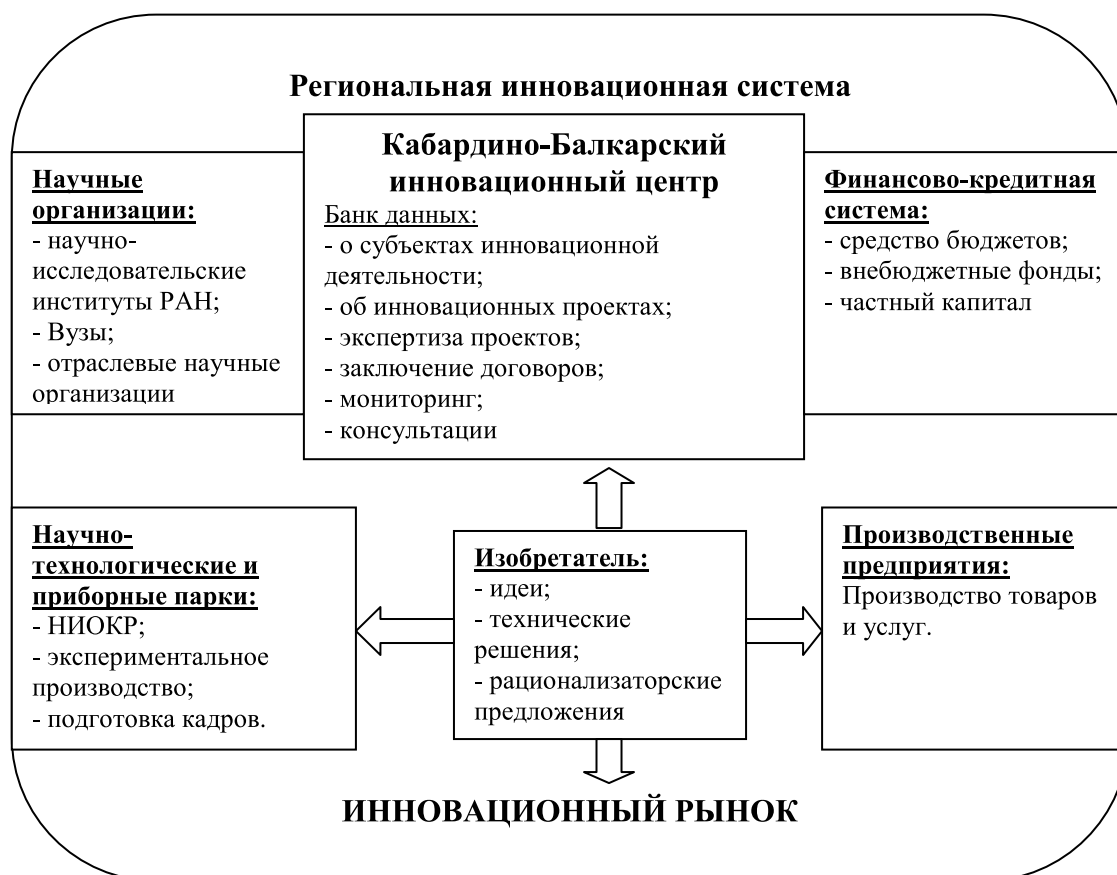 Региональная инновационная система
Кабардино-Балкарский
инновационный центр
Банк данных:
- о субъектах инновационной
деятельности;
- об инновационных проектах;
- экспертиза проектов;
- заключение договоров;
- мониторинг;
- консультации
Научные
организации:
- научно-
исследовательские
институты РАН;
- Вузы;
- отраслевые научные
организации
Финансово-кредитная
система:
- средство бюджетов;
- внебюджетные фонды;
- частный капитал
Научно-
технологические и
приборные парки:
- НИОКР;
- экспериментальное
производство;
- подготовка кадров.
Изобретатель:
- идеи;
- технические
решения;
- рационализаторские
предложения
Производственные
предприятия:
Производство товаров
и услуг.
ИННОВАЦИОННЫЙ РЫНОК